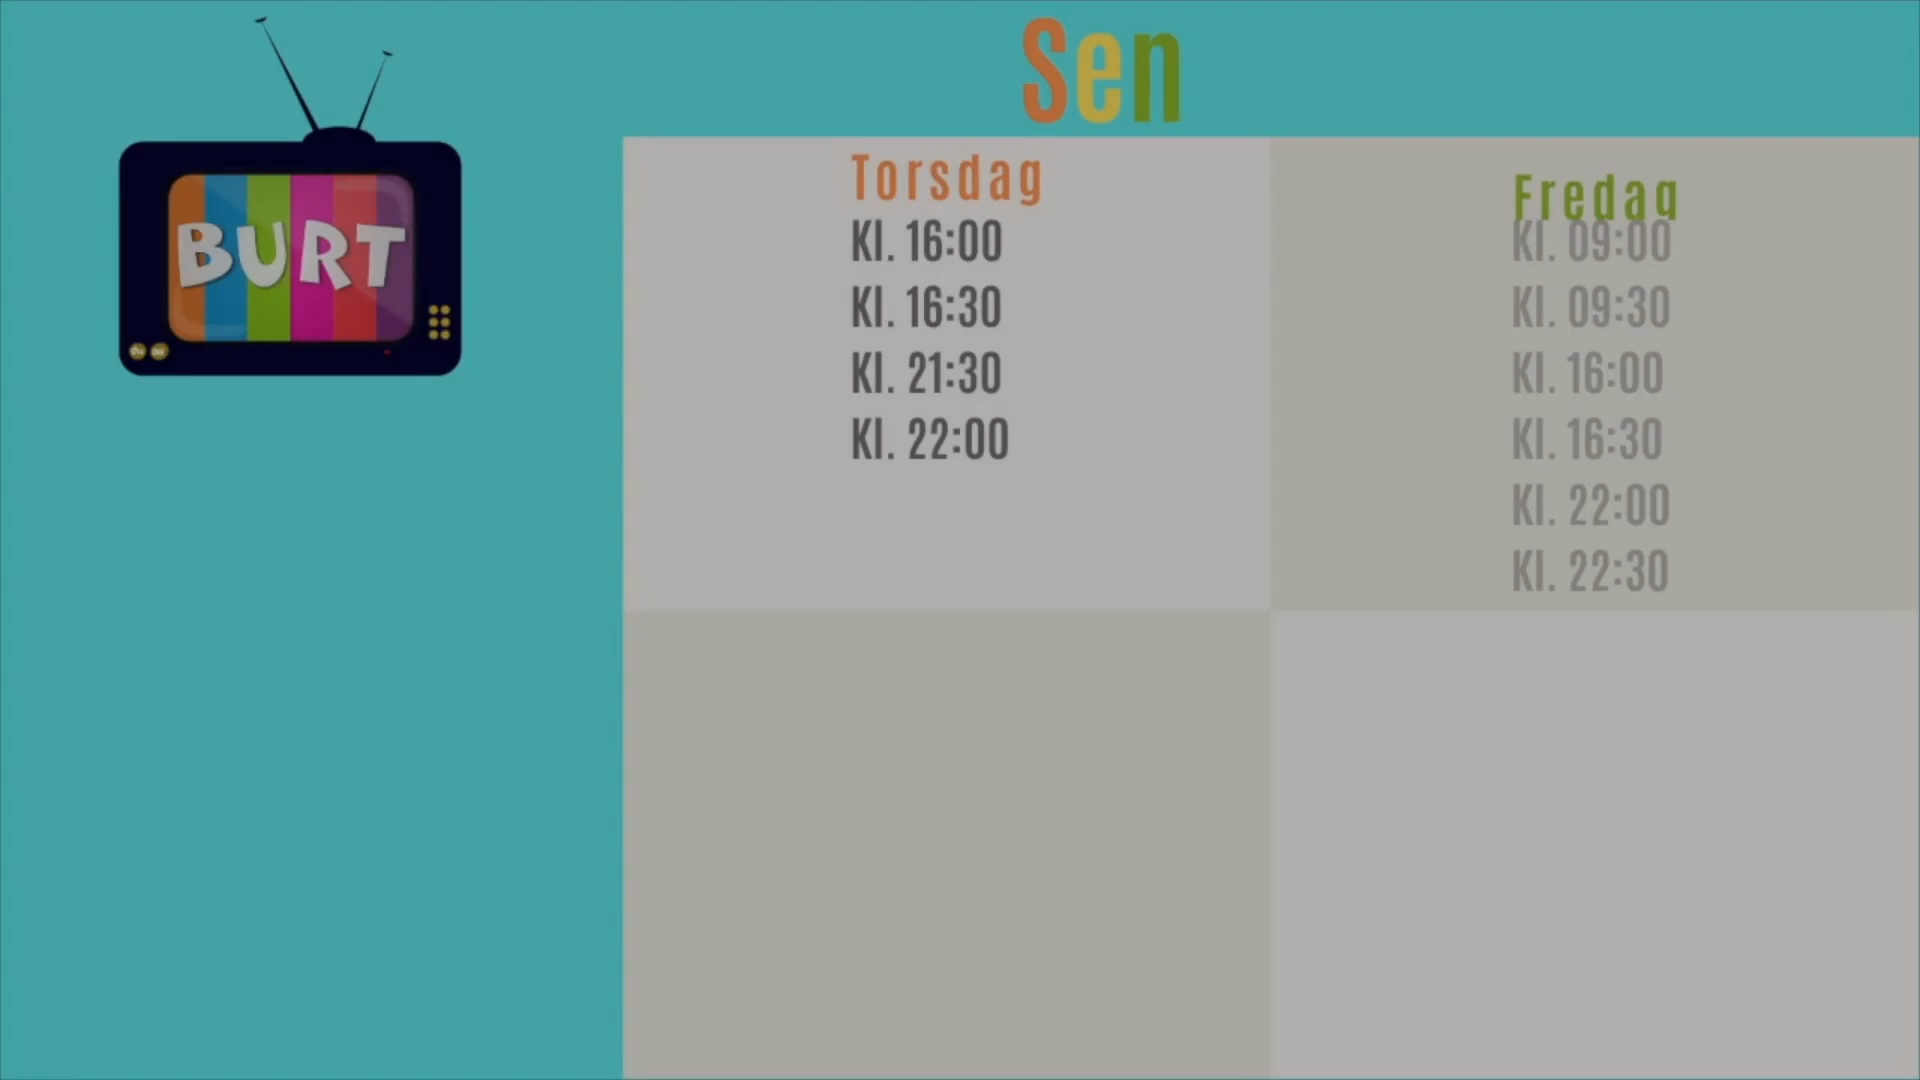 Sen
BURT
Torsdag
Kl. 16:00
Kl. 16:30
Kl. 21:30
Kl. 22:00
Fredag
Kl. 09:00
Kl. 09:30
Kl. 16:00
Kl. 16:30
Kl. 22:00
Kl. 22:30